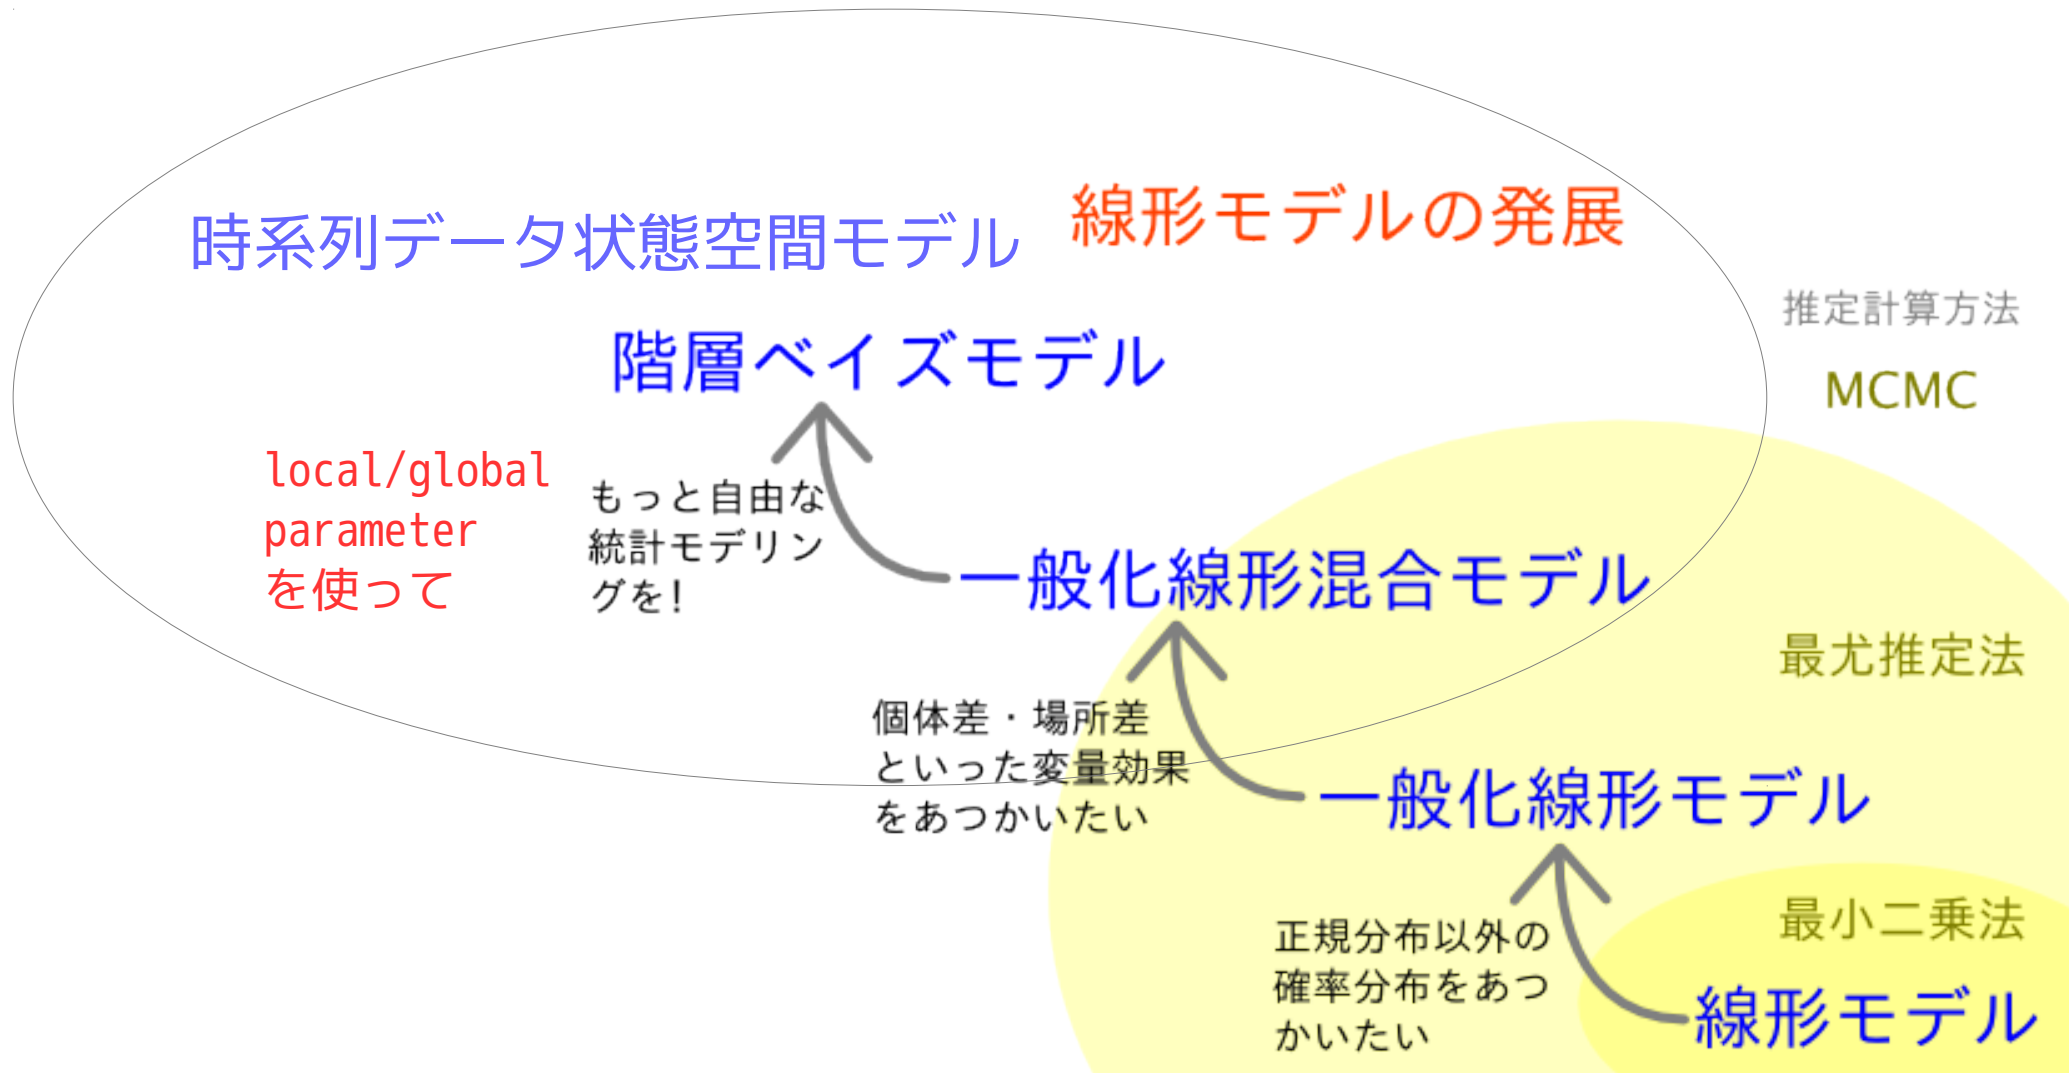 線形モデルの発展
時系列データ状態空間モデル
推定計算方法
階層ベイズモデル
MCMC
local/global
parameter
を使って
もっと自由な
統計モデリン
グを!
一般化線形混合モデル
最尤推定法
個体差・場所差
といった変量効果
をあつかいたい
一般化線形モデル
最小二乗法
正規分布以外の
確率分布をあつ
かいたい
線形モデル